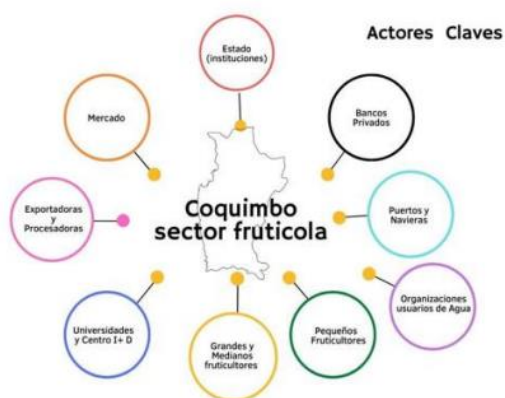 Actores Claves
Estado
(instituciones)
Mercado
Bancos
Privados
Exportadoras
y
Procesadoras
Coquimbo
sector fruticola
Puertos y
Navieras
Universidades
y Centro I+ D
Grandes y
Medianos
fruticultores
Pequeños
Fruticultores
Organizaciones
usuarios de Agua